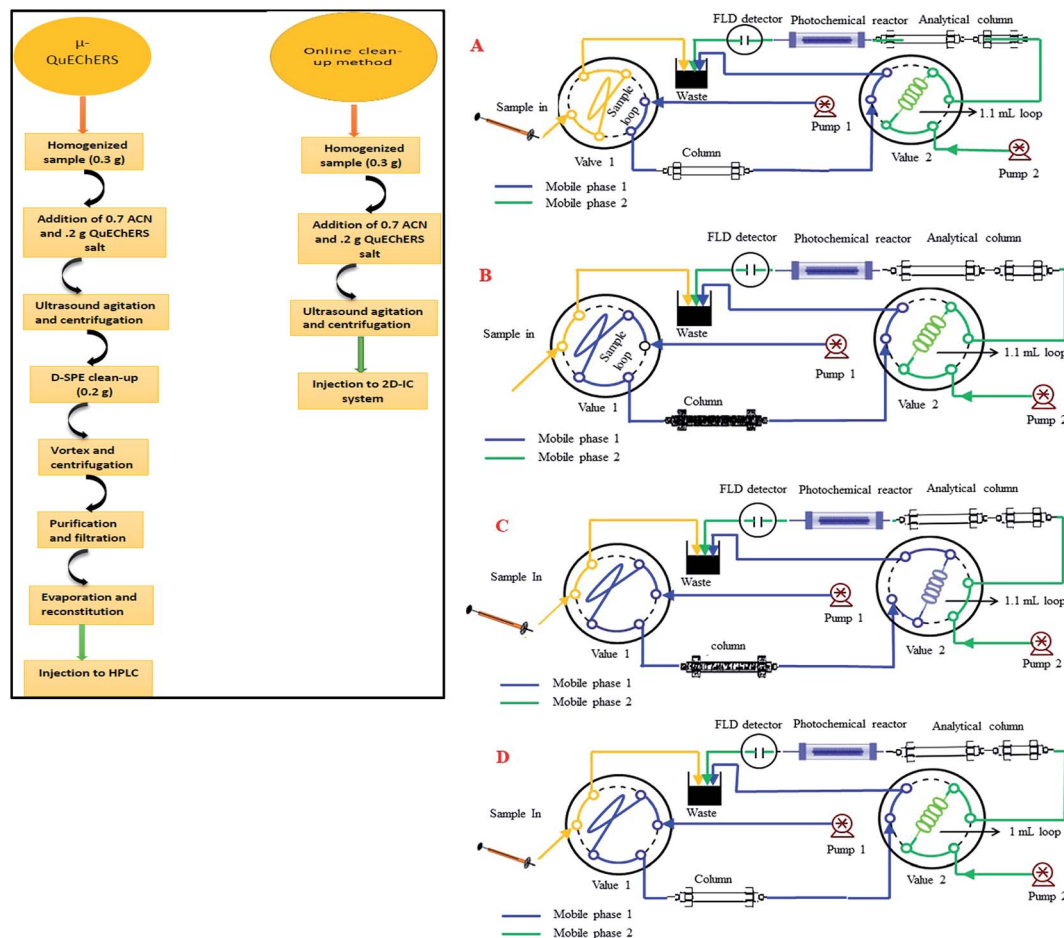 μ-
QuEChERS
Homogenized
sample (0.3 g)
Addition of 0.7 ACN
and .2 g QuEChERS
salt
Ultrasound agitation
and centrifugation
D-SPE clean-up
(0.2 g)
Vortex and
centrifugation
Purification
and filtration
Evaporation and
reconstitution
Injection to HPLC
Online clean-
up method
Homogenized
sample (0.3 g)
Addition of 0.7 ACN
and .2 g QuEChERS
salt
Ultrasound agitation
and centrifugation
Injection to 2D-IC
system
A
FLD detector
Photochemical reactor
Analytical column
Sample in
Sample
loop
Waste
Pump 1
1.1 mL loop
Valve 1
Column
Value 2
Pump 2
Mobile phase 1
Mobile phase 2
B
FLD detector
Photochemical reactor
Analytical column
Sample in
Sample
loop
Waste
Pump 1
1.1 mL loop
Value 1
Column
Value 2
Pump 2
Mobile phase 1
Mobile phase 2
C
FLD detector
Photochemical reactor
Analytical column
Sample In
Waste
Pump 1
1.1 mL loop
Value 1
column
Value 2
Pump 2
Mobile phase 1
Mobile phase 2
D
FLD detector
Photochemical reactor
Analytical column
Sample In
Waste
Pump 1
1 mL loop
Value 1
Column
Value 2
Pump 2
Mobile phase 1
Mobile phase 2